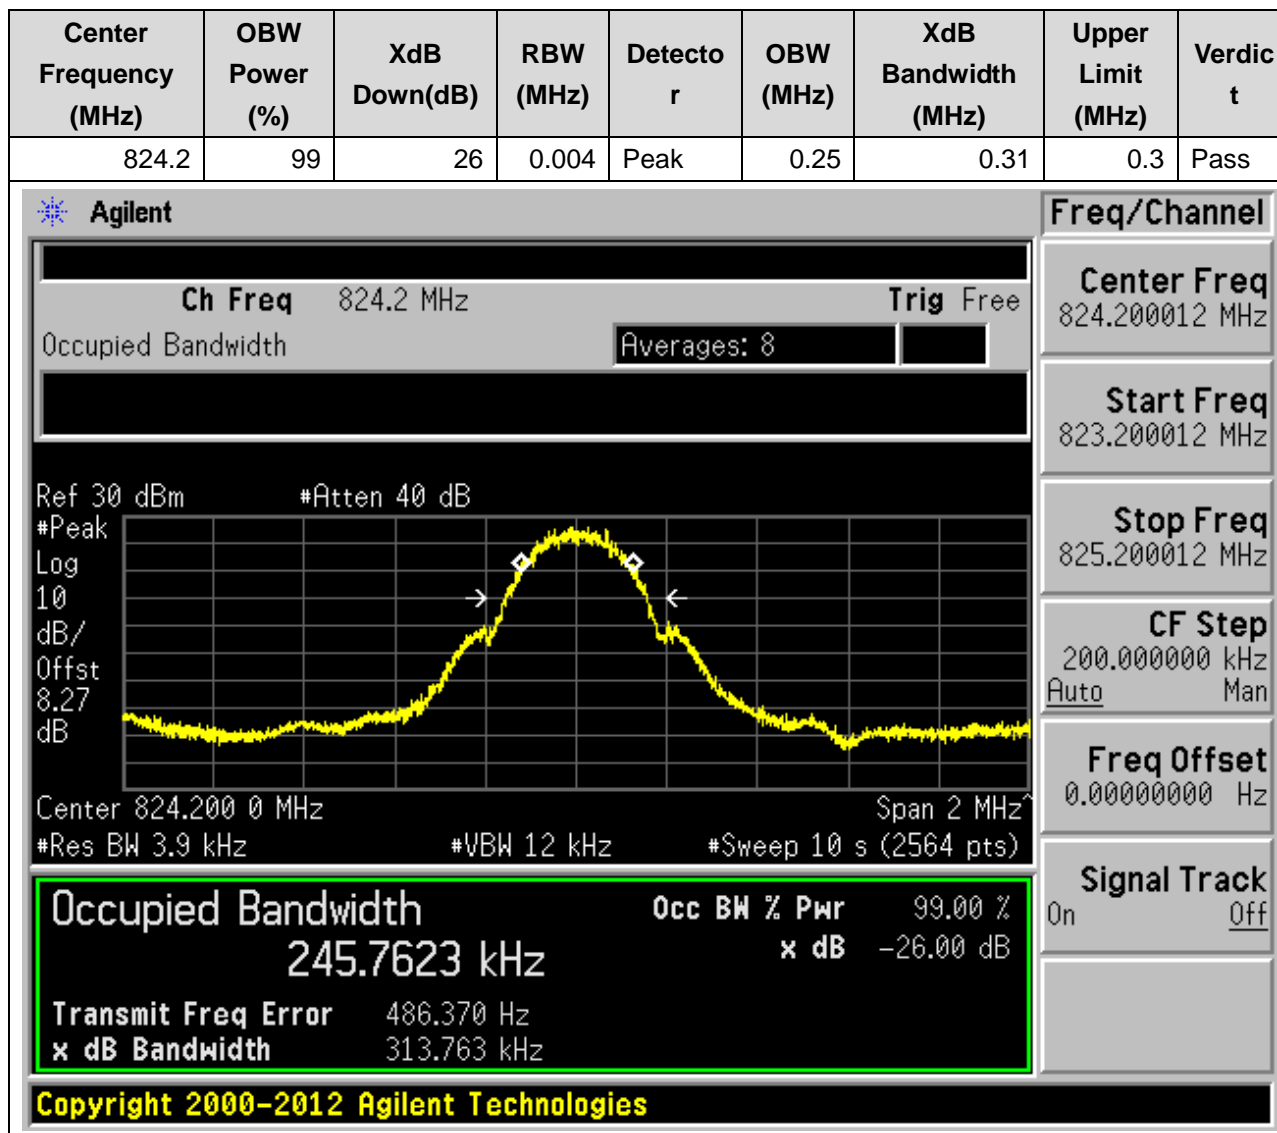 Center Frequency (MHz) OBW Power (%) XdB Down(dB) RBW (MHz) Detecto r OBW (MHz) XdB Bandwidth (MHz) Upper Limit (MHz) Verdic t
824.2 99 26 0.004 Peak 0.25 0.31 0.3 Pass
Agilent
Ch Freq 824.2 MHz Trig Free
Occupied Bandwidth Averages: 8
Ref 30 dBm #Atten 40 dB
#Peak
Log
10
dB/
Offst
8.27
dB
Center 824.200 0 MHz Span 2 MHz^
#Res BW 3.9 kHz #VBW 12 kHz #Sweep 10 s (2564 pts)
Occupied Bandwidth Occ BW % Pwr 99.00 %
245.7623 kHz x dB -26.00 dB
Transmit Freq Error 486.370 Hz
x dB Bandwidth 313.763 kHz
Copyright 2000-2012 Agilent Technologies
Freq/Channel
Center Freq
824.200012 MHz
Start Freq
823.200012 MHz
Stop Freq
825.200012 MHz
CF Step
200.000000 kHz
Auto Man
Freq Offset
0.00000000 Hz
Signal Track
On Off